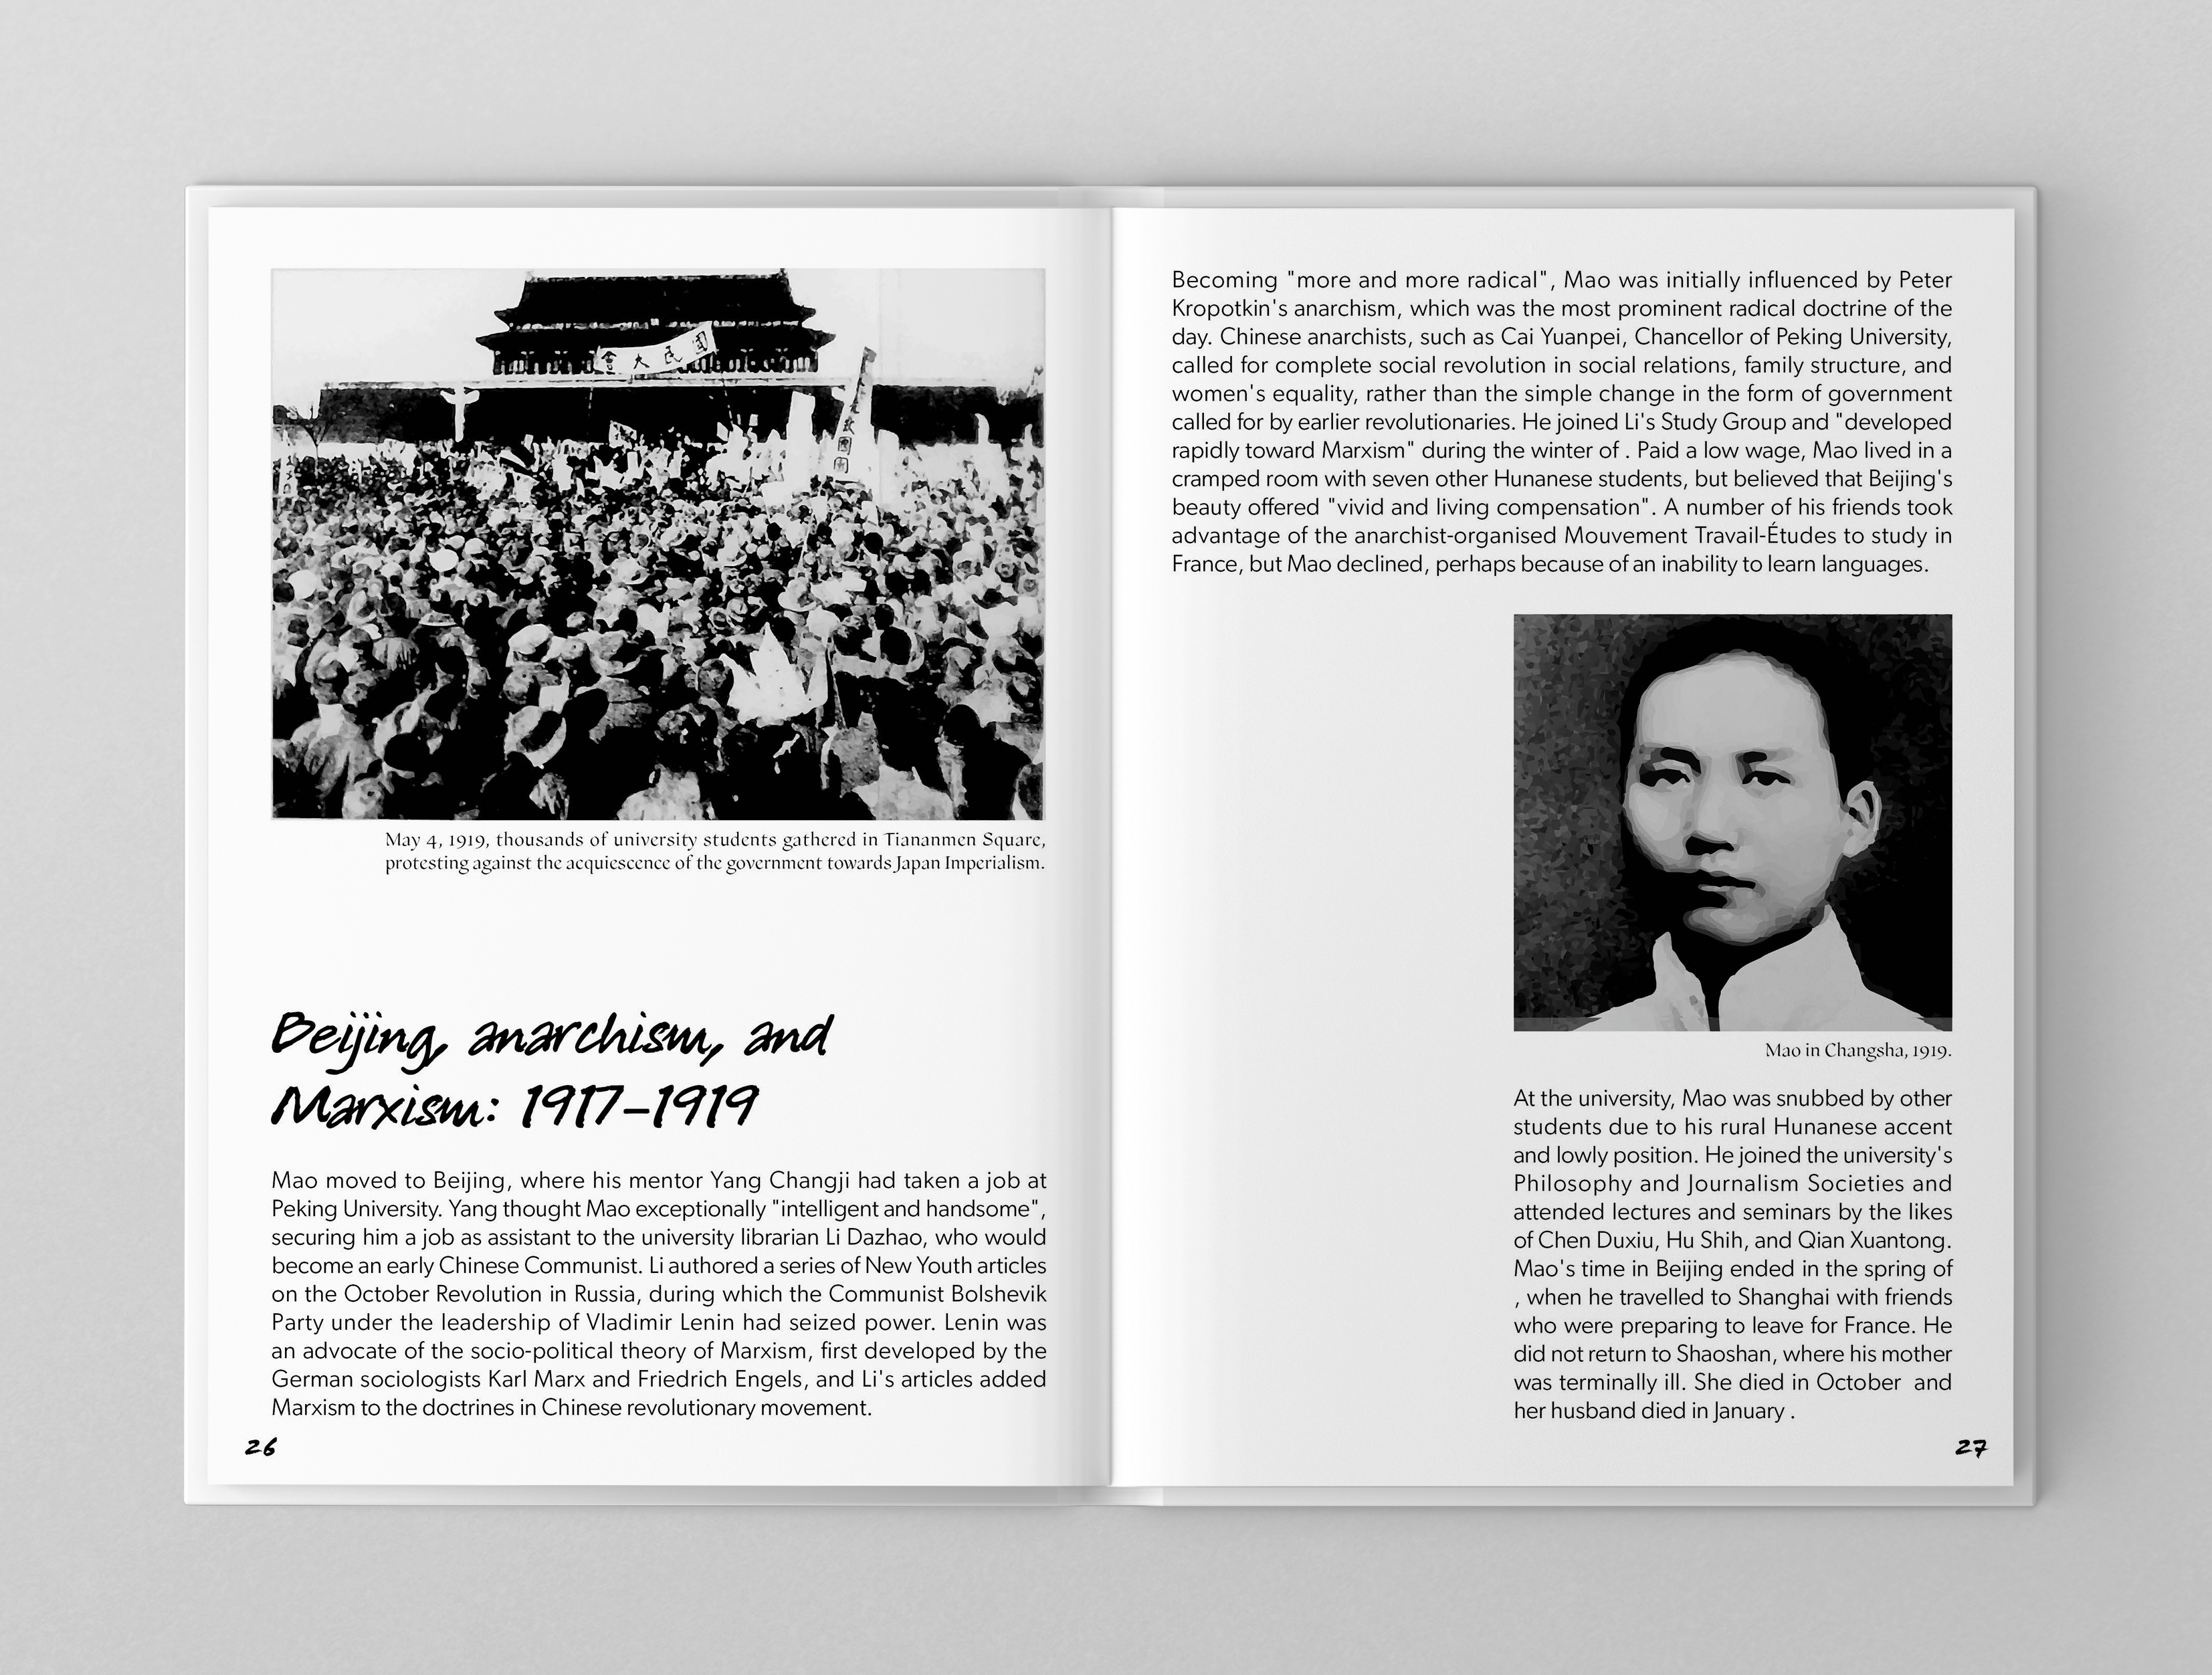 國民大會
May 4, 1919, thousands of university students gathered in Tiananmen Square,
protesting against the acquiescence of the government towards Japan Imperialism.
Beijing, anarchism, and
Marxism: 1917–1919
Mao moved to Beijing, where his mentor Yang Changji had taken a job at
Peking University. Yang thought Mao exceptionally "intelligent and handsome",
securing him a job as assistant to the university librarian Li Dazhao, who would
become an early Chinese Communist. Li authored a series of New Youth articles
on the October Revolution in Russia, during which the Communist Bolshevik
Party under the leadership of Vladimir Lenin had seized power. Lenin was
an advocate of the socio-political theory of Marxism, first developed by the
German sociologists Karl Marx and Friedrich Engels, and Li's articles added
Marxism to the doctrines in Chinese revolutionary movement.
26
Becoming "more and more radical", Mao was initially influenced by Peter
Kropotkin's anarchism, which was the most prominent radical doctrine of the
day. Chinese anarchists, such as Cai Yuanpei, Chancellor of Peking University,
called for complete social revolution in social relations, family structure, and
women's equality, rather than the simple change in the form of government
called for by earlier revolutionaries. He joined Li's Study Group and "developed
rapidly toward Marxism" during the winter of . Paid a low wage, Mao lived in a
cramped room with seven other Hunanese students, but believed that Beijing's
beauty offered "vivid and living compensation". A number of his friends took
advantage of the anarchist-organised Mouvement Travail-Études to study in
France, but Mao declined, perhaps because of an inability to learn languages.
Mao in Changsha, 1919.
At the university, Mao was snubbed by other
students due to his rural Hunanese accent
and lowly position. He joined the university's
Philosophy and Journalism Societies and
attended lectures and seminars by the likes
of Chen Duxiu, Hu Shih, and Qian Xuantong.
Mao's time in Beijing ended in the spring of
, when he travelled to Shanghai with friends
who were preparing to leave for France. He
did not return to Shaoshan, where his mother
was terminally ill. She died in October  and
her husband died in January .
27